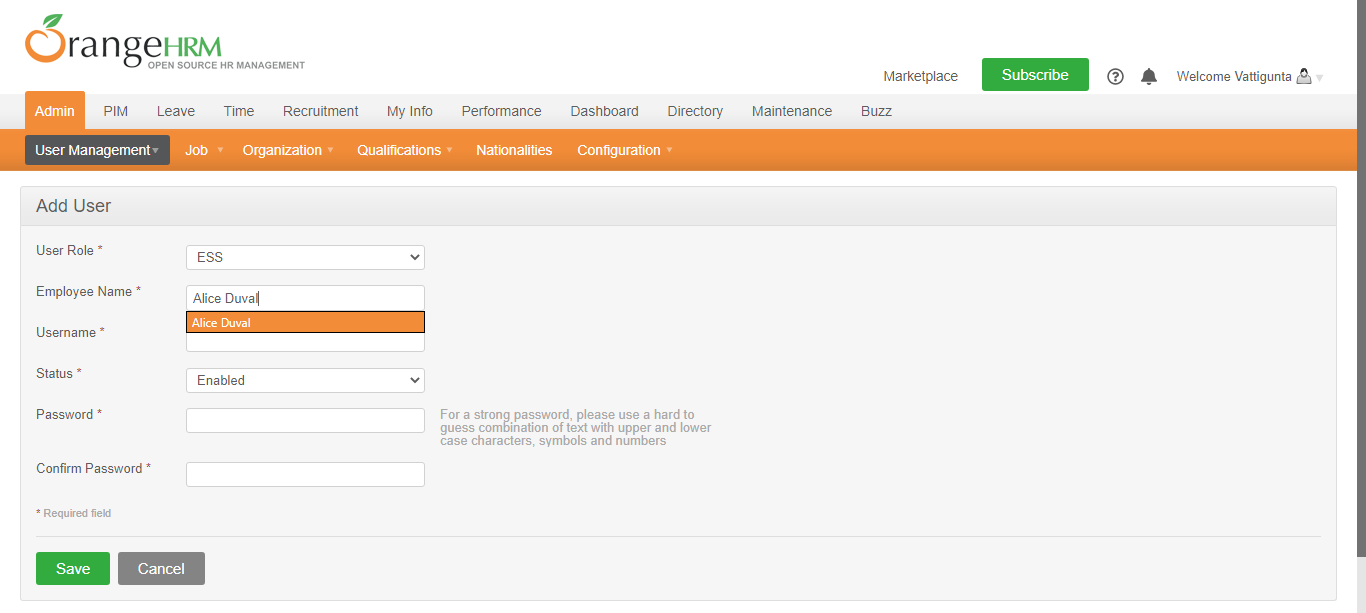 OrangeHRM
OPEN SOURCE HR MANAGEMENT
Marketplace Subscribe Welcome Vattigunta
Admin PIM Leave Time Recruitment My Info Performance Dashboard Directory Maintenance Buzz
User Management Job Organization Qualifications Nationalities Configuration
Add User
User Role * ESS
Employee Name * Alice Duval
Alice Duval
Username *
Status * Enabled
Password * For a strong password, please use a hard to
guess combination of text with upper and lower
case characters, symbols and numbers
Confirm Password *
* Required field
Save Cancel